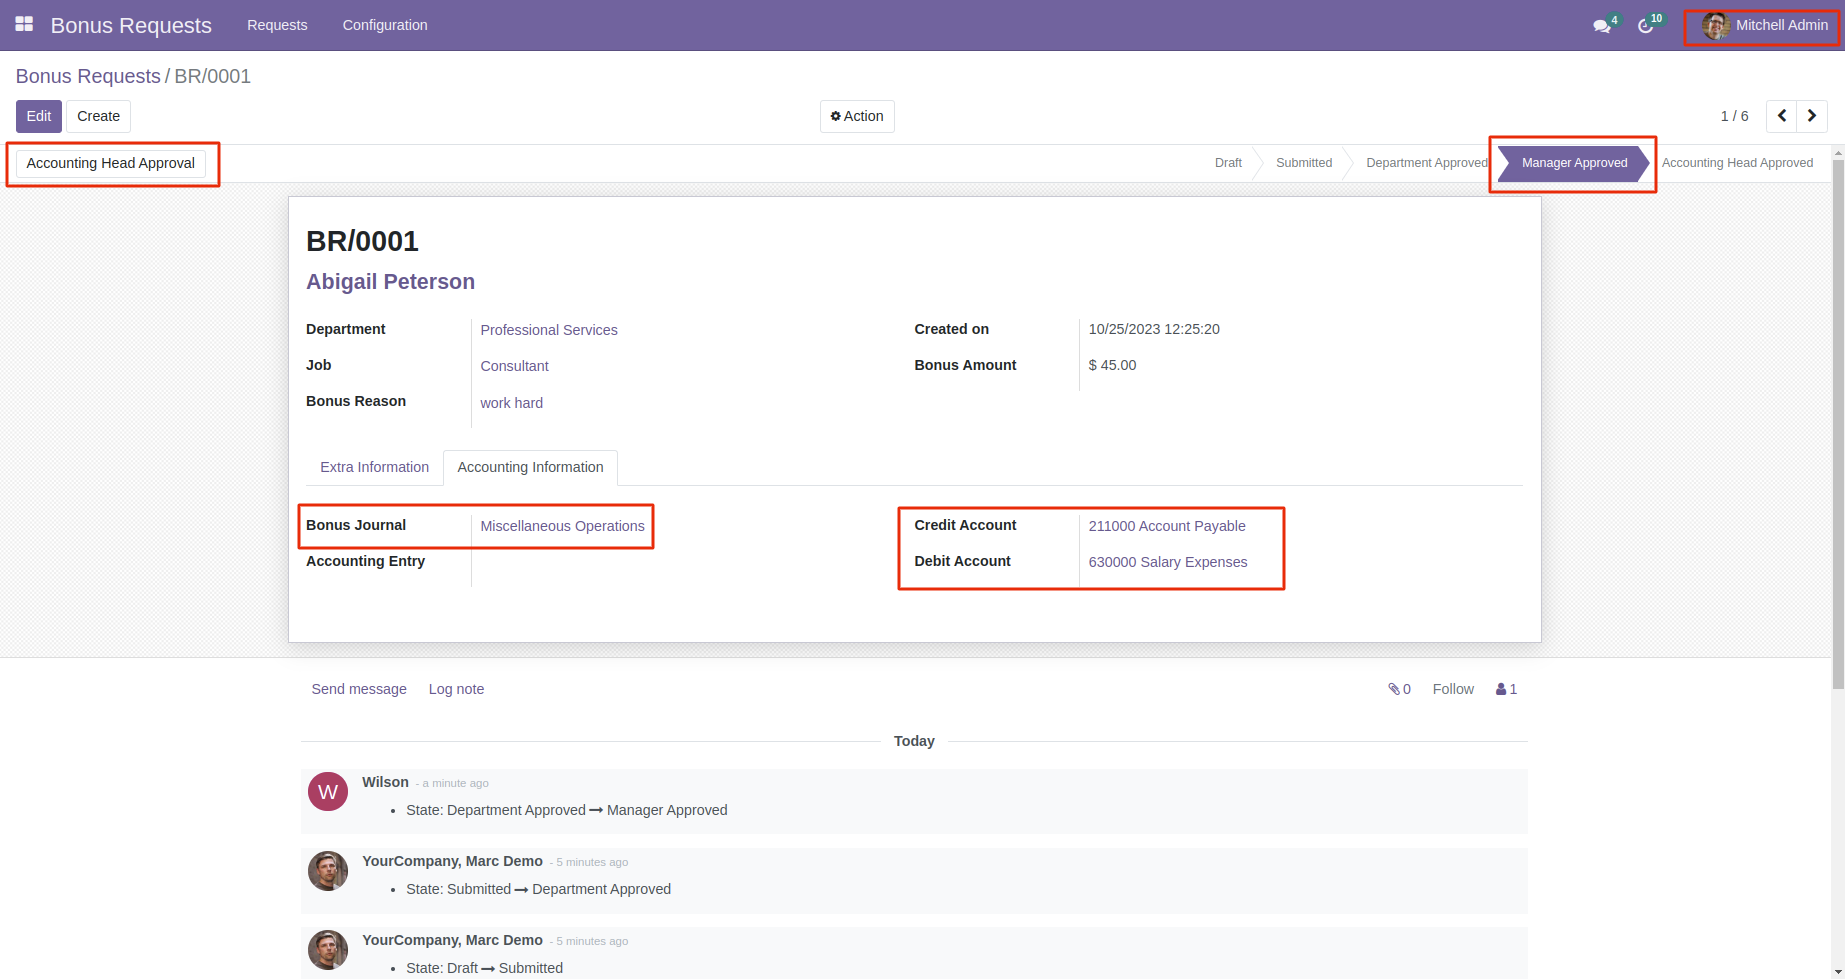 Bonus Requests Requests Configuration 4 10 Mitchell Admin
Bonus Requests / BR/0001
Edit Create Action 1 / 6
Accounting Head Approval Draft Submitted Department Approved Manager Approved Accounting Head Approved
BR/0001
Abigail Peterson
Department Professional Services Created on 10/25/2023 12:25:20
Job Consultant Bonus Amount $ 45.00
Bonus Reason work hard
Extra Information Accounting Information
Bonus Journal Miscellaneous Operations Credit Account 211000 Account Payable
Accounting Entry Debit Account 630000 Salary Expenses
Send message Log note 0 Follow 1
Today
W Wilson - a minute ago
• State: Department Approved → Manager Approved
YourCompany, Marc Demo - 5 minutes ago
• State: Submitted → Department Approved
YourCompany, Marc Demo - 5 minutes ago
• State: Draft → Submitted